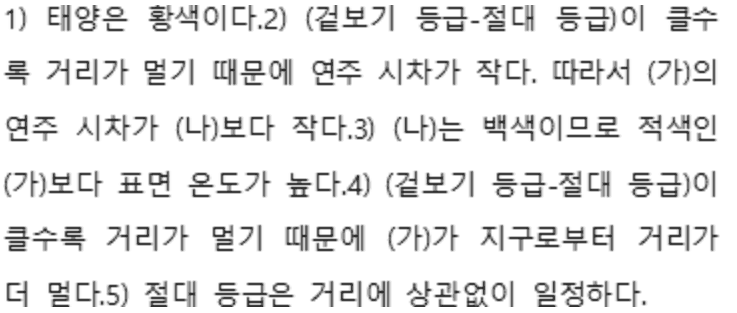 1) 태양은 황색이다.2) (겉보기 등급-절대 등급)이 클수
록 거리가 멀기 때문에 연주 시차가 작다. 따라서 (가)의
연주 시차가 (나)보다 작다.3) (나)는 백색이므로 적색인
(가)보다 표면 온도가 높다.4) (겉보기 등급-절대 등급)이
클수록 거리가 멀기 때문에 (가)가 지구로부터 거리가
더 멀다.5) 절대 등급은 거리에 상관없이 일정하다.